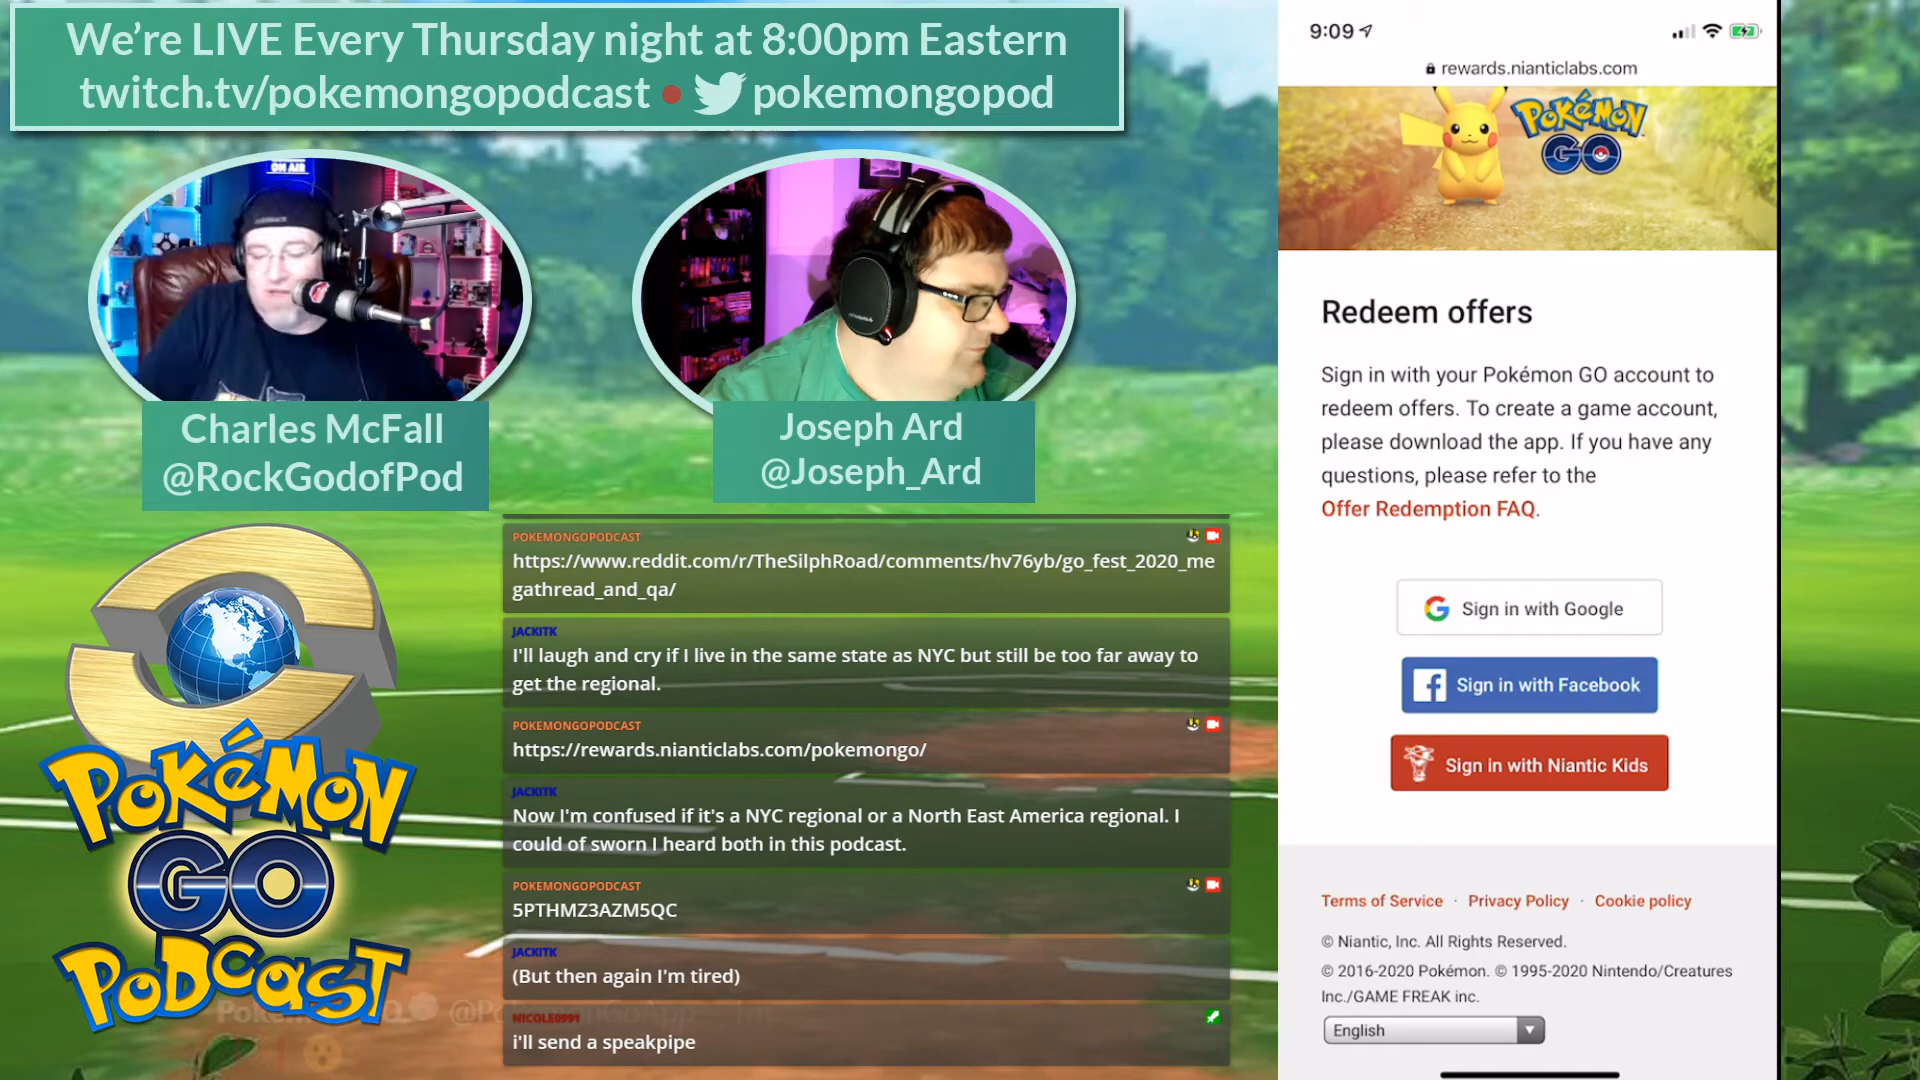 We're LIVE Every Thursday night at 8:00pm Eastern
twitch.tv/pokemongopodcast • pokemongopod
ON AIR
Charles McFall
@RockGodofPod
Joseph Ard
@Joseph_Ard
POKéMON
GO
PODCAST
POKEMONGOPODCAST
https://www.reddit.com/r/TheSilphRoad/comments/hv76yb/go_fest_2020_me
gathread_and_qa/
JACKITK
I'll laugh and cry if I live in the same state as NYC but still be too far away to
get the regional.
POKEMONGOPODCAST
https://rewards.nianticlabs.com/pokemongo/
JACKITK
Now I'm confused if it's a NYC regional or a North East America regional. I
could of sworn I heard both in this podcast.
POKEMONGOPODCAST
5PTHMZ3AZM5QC
JACKITK
(But then again I'm tired)
NICOLE0991
i'll send a speakpipe
9:09
rewards.nianticlabs.com
POKéMON
GO
Redeem offers
Sign in with your Pokémon GO account to
redeem offers. To create a game account,
please download the app. If you have any
questions, please refer to the
Offer Redemption FAQ.
Sign in with Google
Sign in with Facebook
Sign in with Niantic Kids
Terms of Service · Privacy Policy · Cookie policy
© Niantic, Inc. All Rights Reserved.
© 2016-2020 Pokémon. © 1995-2020 Nintendo/Creatures
Inc./GAME FREAK inc.
English